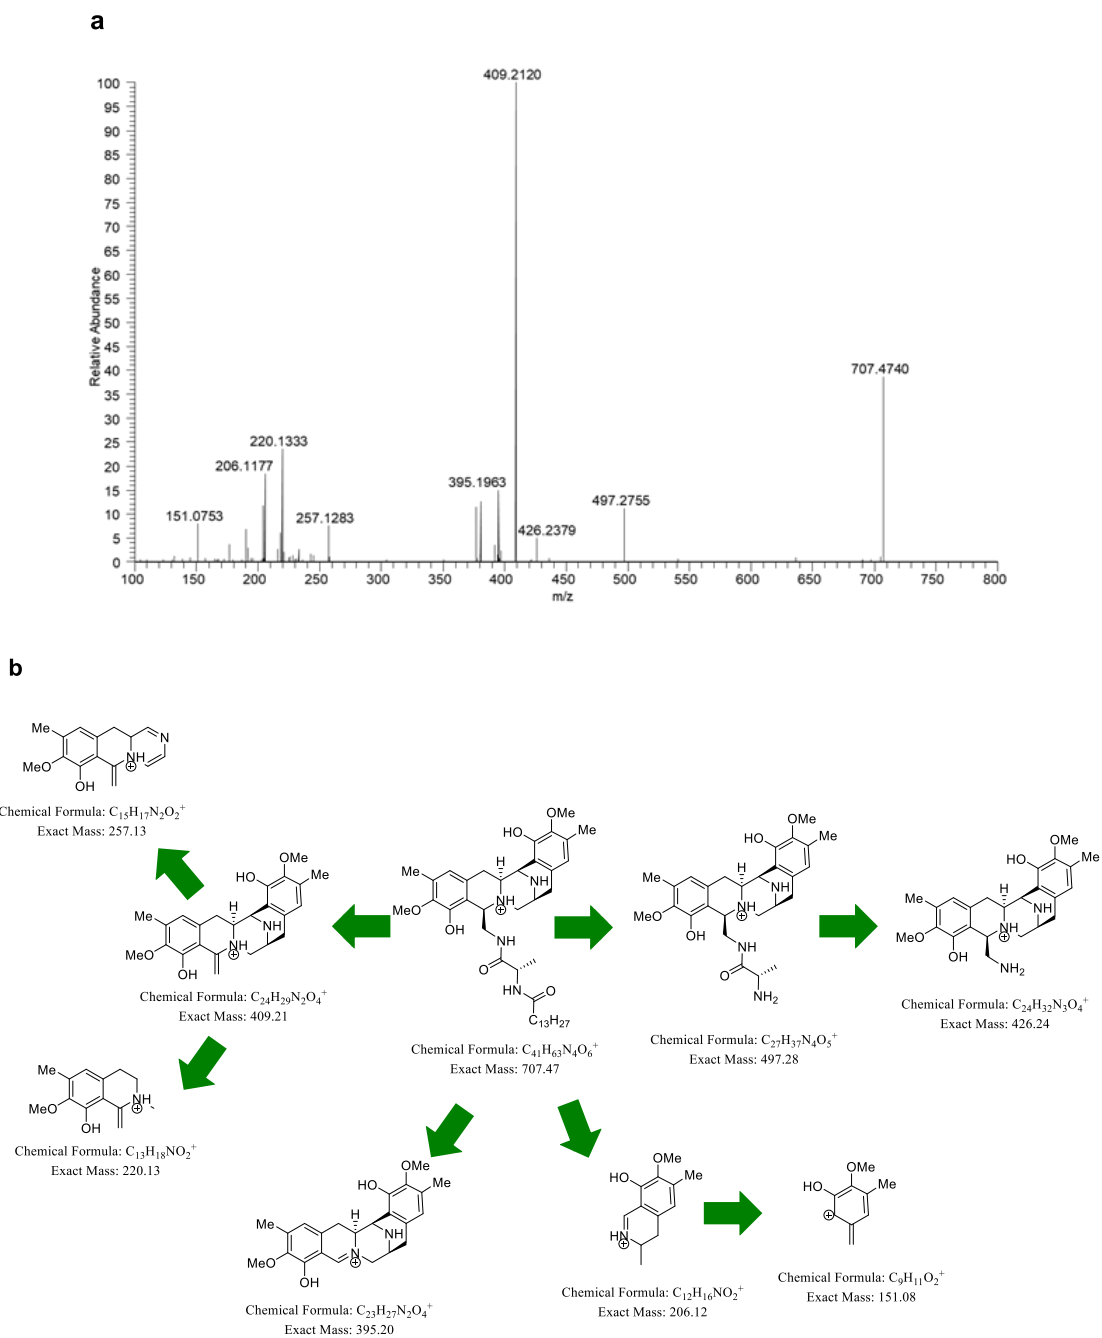 a
409.2120
100
95
90
85
80
75
70
65
60
55
50
45
40
35
30
25
20
15
10
5
0
Relative Abundance
707.4740
220.1333
206.1177
395.1963
497.2755
151.0753
257.1283
426.2379
100 150 200 250 300 350 400 450 500 550 600 650 700 750 800
m/z
b
Me
MeO
OH
NH
N
Chemical Formula: C15H17N2O2+
Exact Mass: 257.13
OMe
HO
Me
H
Me
NH
MeO
NH
OH
Chemical Formula: C24H29N2O4+
Exact Mass: 409.21
OMe
HO
Me
H
Me
NH
MeO
NH
OH
NH
O
HN
O
C13H27
Chemical Formula: C41H63N4O6+
Exact Mass: 707.47
OMe
HO
Me
H
Me
NH
MeO
NH
OH
NH
O
NH2
Chemical Formula: C27H37N4O5+
Exact Mass: 497.28
OMe
HO
Me
H
Me
NH
MeO
NH
OH
NH2
Chemical Formula: C24H32N3O4+
Exact Mass: 426.24
Me
MeO
NH
OH
Chemical Formula: C13H18NO2+
Exact Mass: 220.13
OMe
HO
Me
H
Me
NH
MeO
N
OH
Chemical Formula: C23H27N2O4+
Exact Mass: 395.20
OMe
HO
Me
HN
Chemical Formula: C12H16NO2+
Exact Mass: 206.12
OMe
HO
Me
Chemical Formula: C9H11O2+
Exact Mass: 151.08